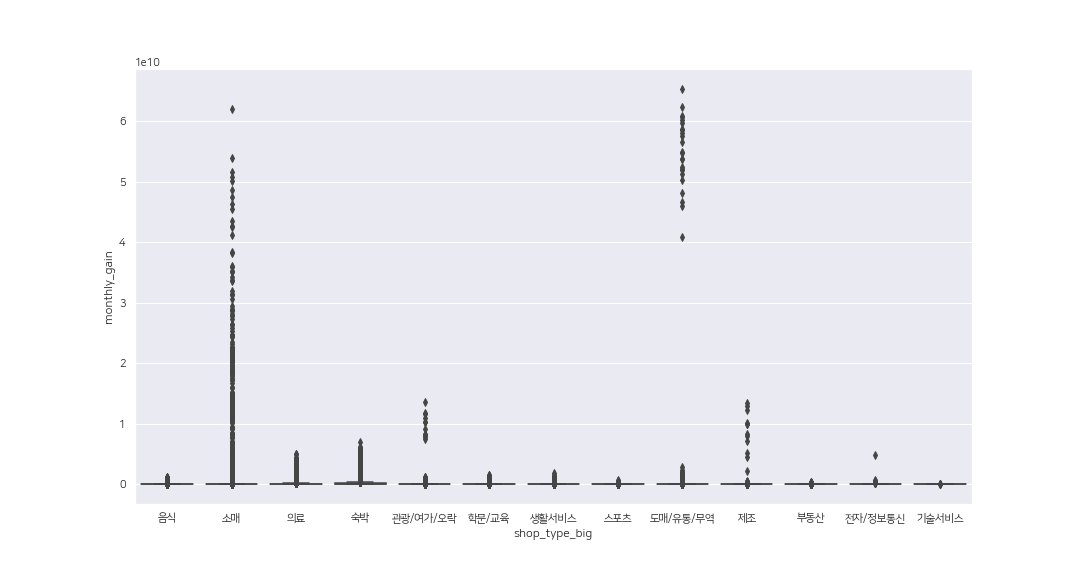 1e10
6
5
4
3
2
1
0
monthly_gain
음식 소매 의료 숙박 관광/여가/오락 학문/교육 생활서비스 스포츠 도매/유통/무역 제조 부동산 전자/정보통신 기술서비스
shop_type_big